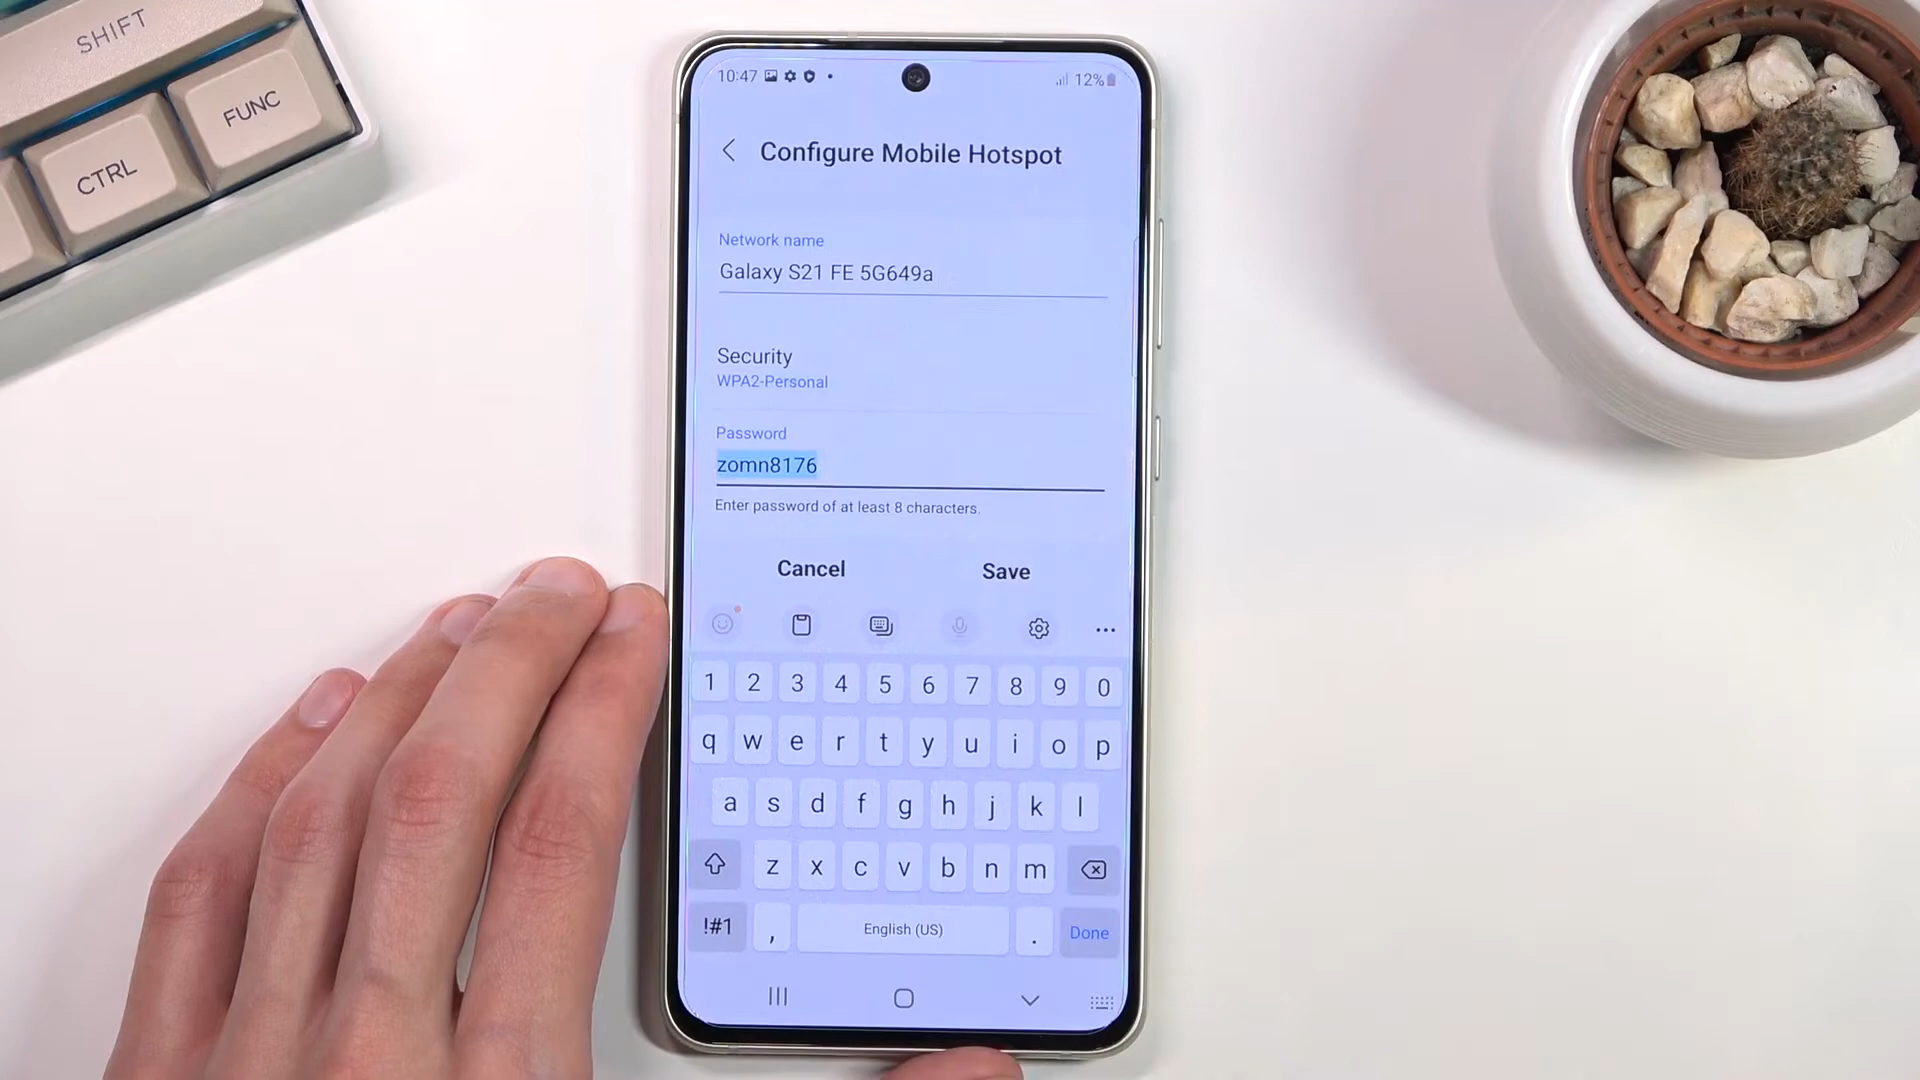 SHIFT
CTRL
FUNC
10:47
12%
Configure Mobile Hotspot
Network name
Galaxy S21 FE 5G649a
Security
WPA2-Personal
Password
zomn8176
Enter password of at least 8 characters.
Cancel Save
1 2 3 4 5 6 7 8 9 0
q w e r t y u i o p
a s d f g h j k l
z x c v b n m
!#1 , English (US) . Done